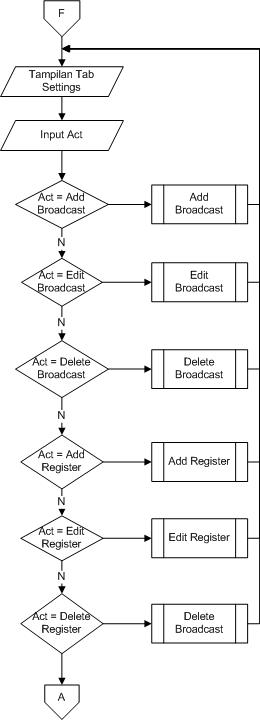 F
Tampilan Tab
Settings
Input Act
Act = Add
Broadcast
Add
Broadcast
N
Act = Edit
Broadcast
Edit
Broadcast
N
Act = Delete
Broadcast
Delete
Broadcast
N
Act = Add
Register
Add Register
N
Act = Edit
Register
Edit Register
N
Act = Delete
Register
Delete
Broadcast
A